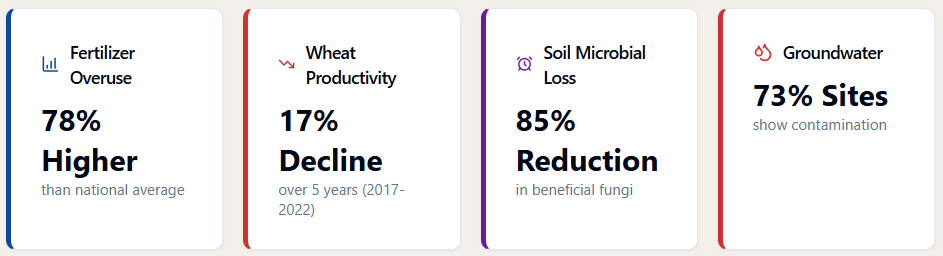 Fertilizer
Overuse
78%
Higher
than national average
Wheat
Productivity
17%
Decline
over 5 years (2017-
2022)
Soil Microbial
Loss
85%
Reduction
in beneficial fungi
Groundwater
73% Sites
show contamination